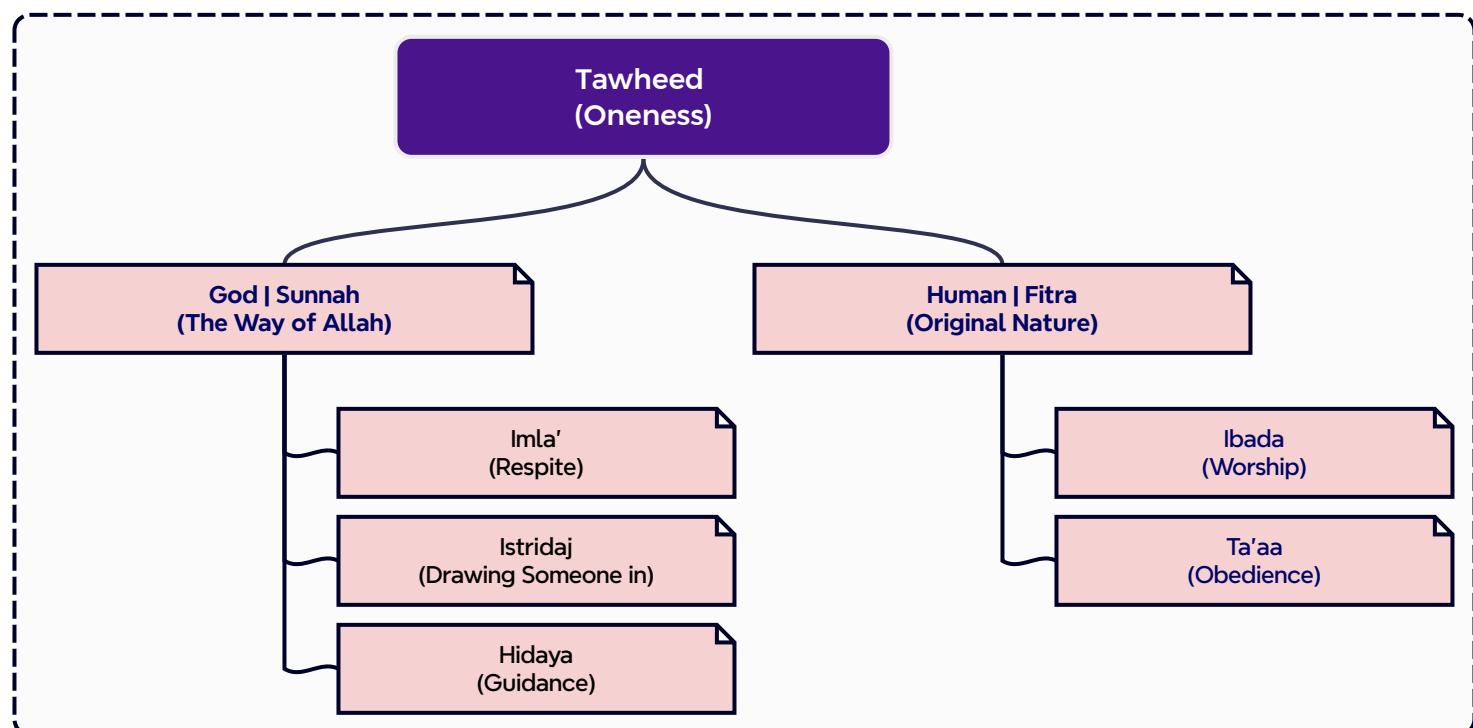 Tawheed
(Oneness)
God | Sunnah
(The Way of Allah)
Human | Fitra
(Original Nature)
Imla'
(Respite)
Istridaj
(Drawing Someone in)
Hidaya
(Guidance)
Ibada
(Worship)
Ta'aa
(Obedience)